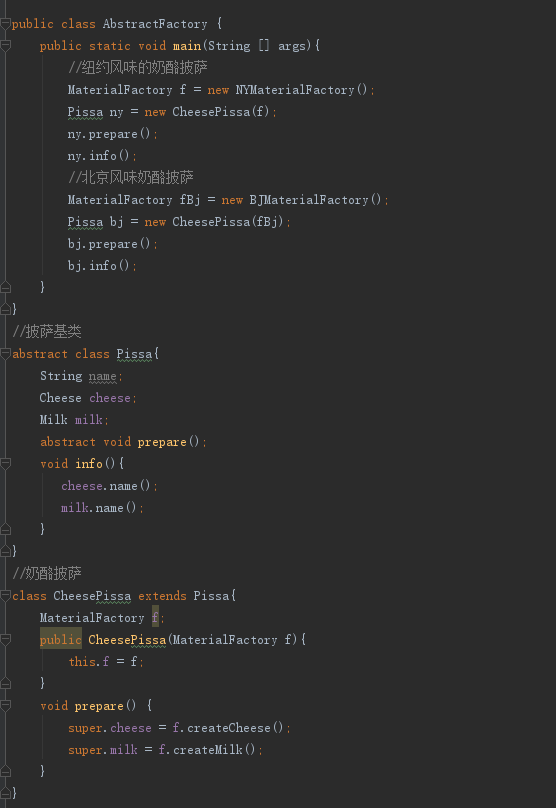 public class AbstractFactory {
public static void main(String [] args){
//纽约风味的奶酪披萨
MaterialFactory f = new NYMaterialFactory();
Pissa ny = new CheesePissa(f);
ny.prepare();
ny.info();
//北京风味奶酪披萨
MaterialFactory fBj = new BJMaterialFactory();
Pissa bj = new CheesePissa(fBj);
bj.prepare();
bj.info();
}
}
//披萨基类
abstract class Pissa{
String name;
Cheese cheese;
Milk milk;
abstract void prepare();
void info(){
cheese.name();
milk.name();
}
}
//奶酪披萨
class CheesePissa extends Pissa{
MaterialFactory f;
public CheesePissa(MaterialFactory f){
this.f = f;
}
void prepare() {
super.cheese = f.createCheese();
super.milk = f.createMilk();
}
}